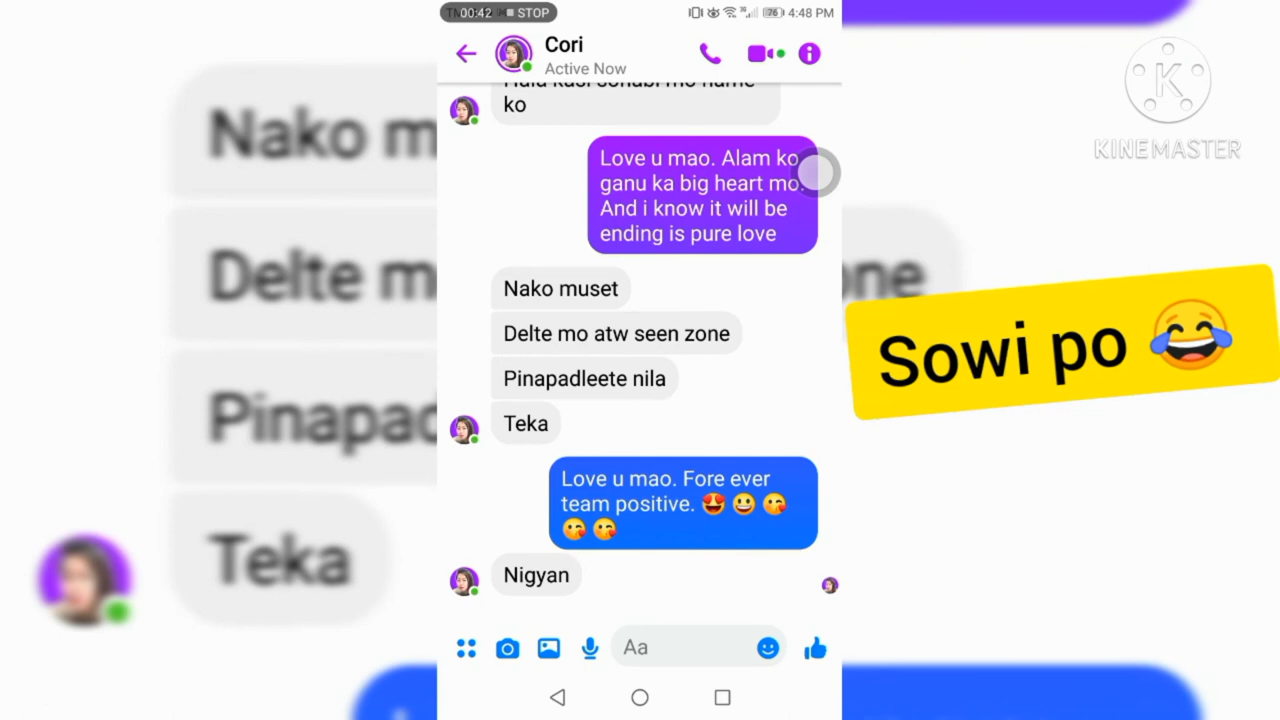 00:42 STOP
76 4:48 PM
Cori
Active Now
ko
Love u mao. Alam ko
ganu ka big heart mo.
And i know it will be
ending is pure love
Nako muset
Delte mo atw seen zone
Pinapadleete nila
Teka
Love u mao. Fore ever
team positive. 😍 😀 😘
😘 😘
Nigyan
Aa
Nako m
Delte m
one
Pinapad
Teka
K
KINEMASTER
Sowi po 😂